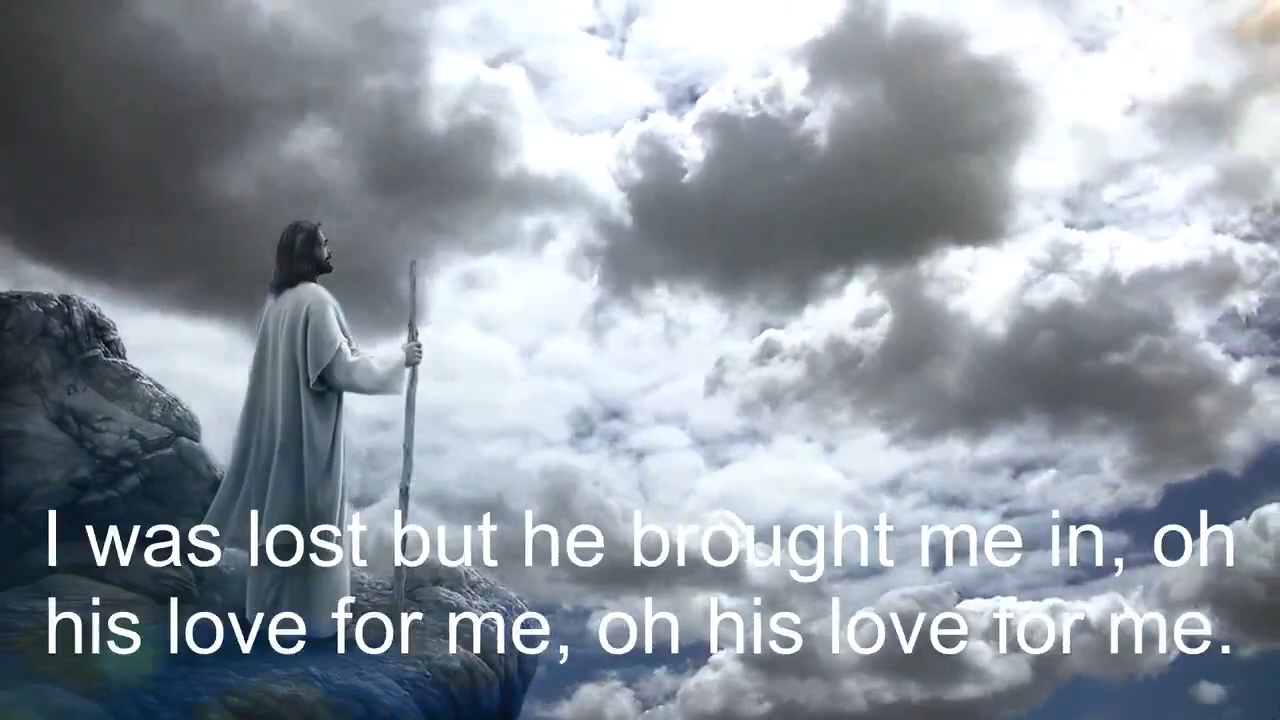 I was lost but he brought me in, oh
his love for me, oh his love for me.